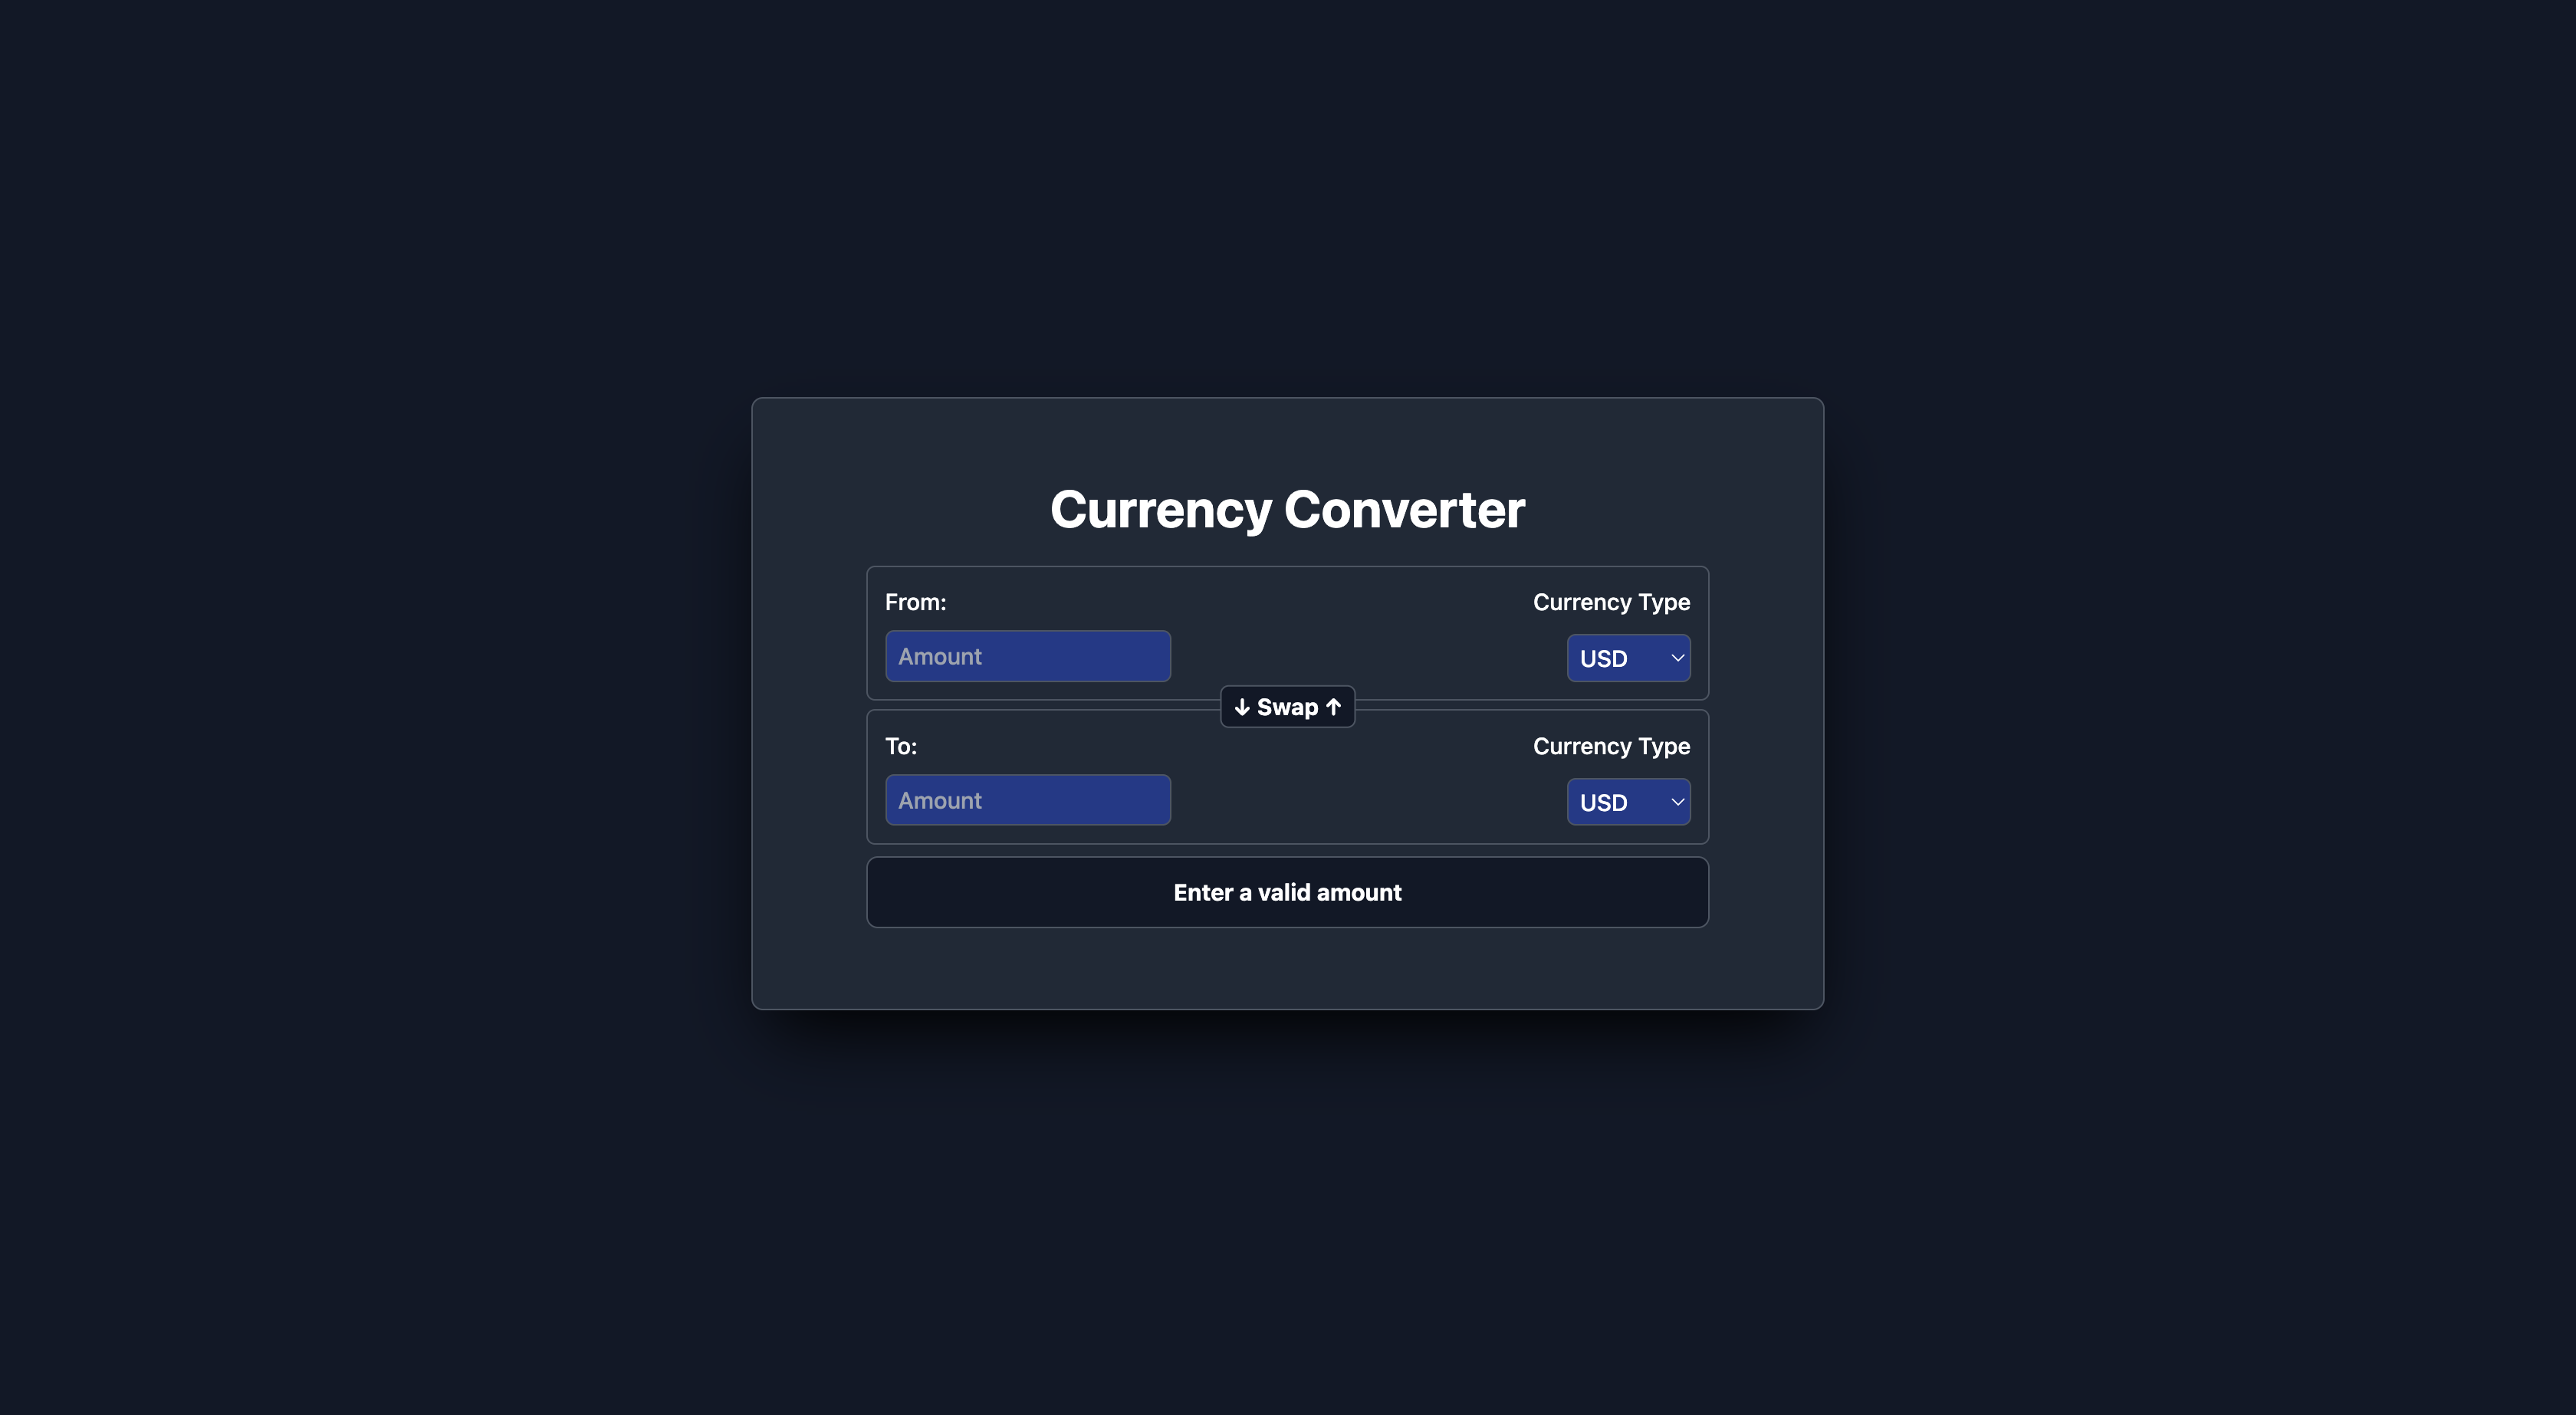 Currency Converter
From:
Currency Type
Amount
USD
↓ Swap ↑
To:
Currency Type
Amount
USD
Enter a valid amount